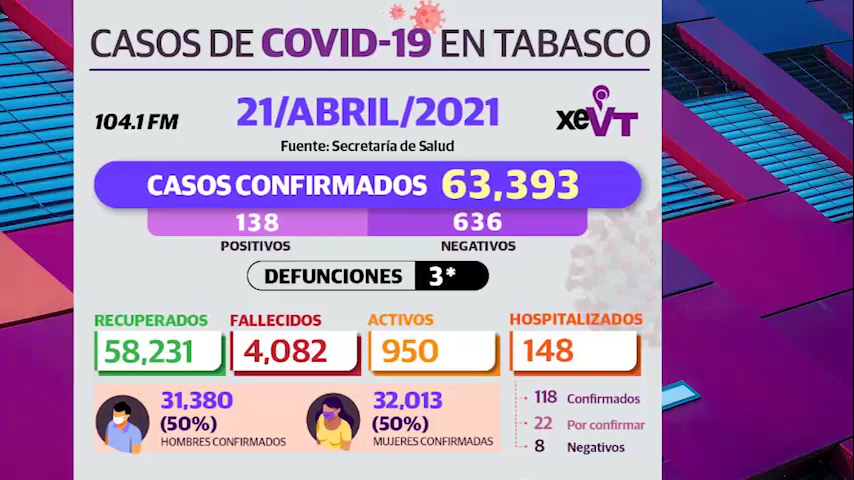 CASOS DE COVID-19 EN TABASCO
104.1 FM
21/ABRIL/2021
xeVT
Fuente: Secretaría de Salud
CASOS CONFIRMADOS 63,393
138 636
POSITIVOS NEGATIVOS
DEFUNCIONES 3*
RECUPERADOS FALLECIDOS ACTIVOS HOSPITALIZADOS
58,231 4,082 950 148
31,380
(50%)
HOMBRES CONFIRMADOS
32,013
(50%)
MUJERES CONFIRMADAS
118 Confirmados
22 Por confirmar
8 Negativos